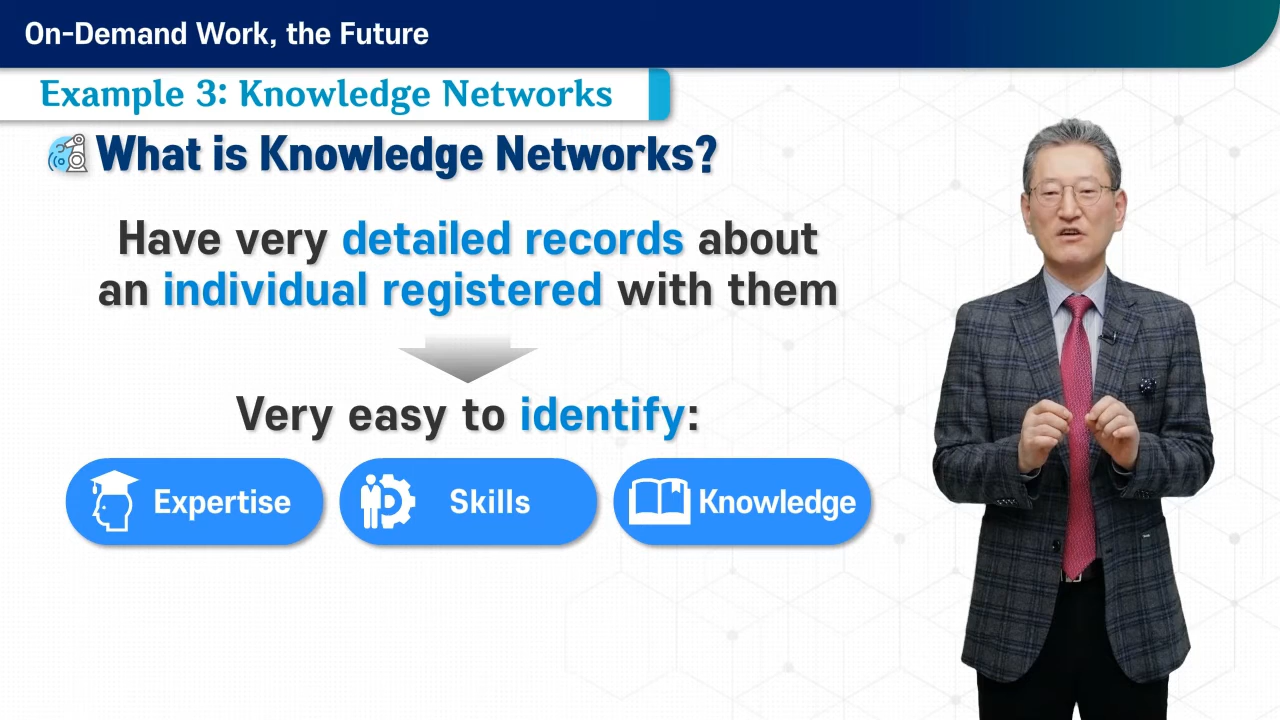 On-Demand Work, the Future
Example 3: Knowledge Networks
What is Knowledge Networks?
Have very detailed records about
an individual registered with them
Very easy to identify:
Expertise
Skills
Knowledge